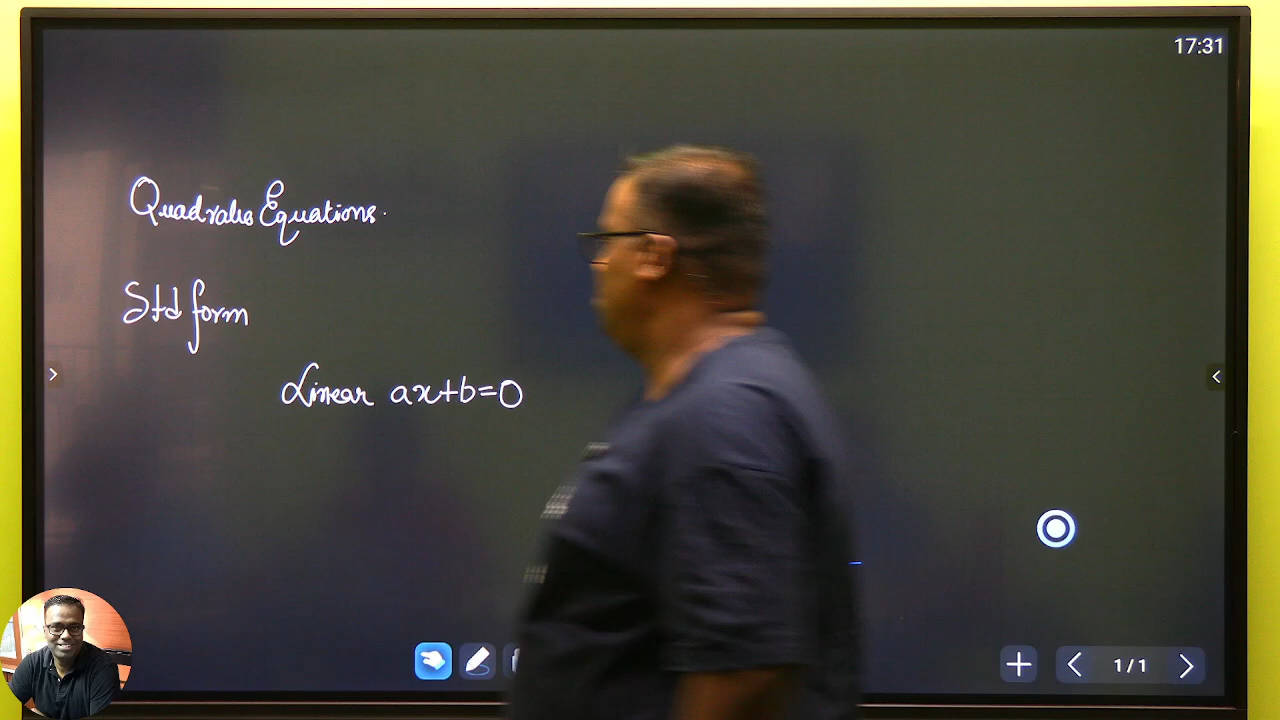 17:31
Quadratic Equations.
Std form
Linear ax+b=0
1/1